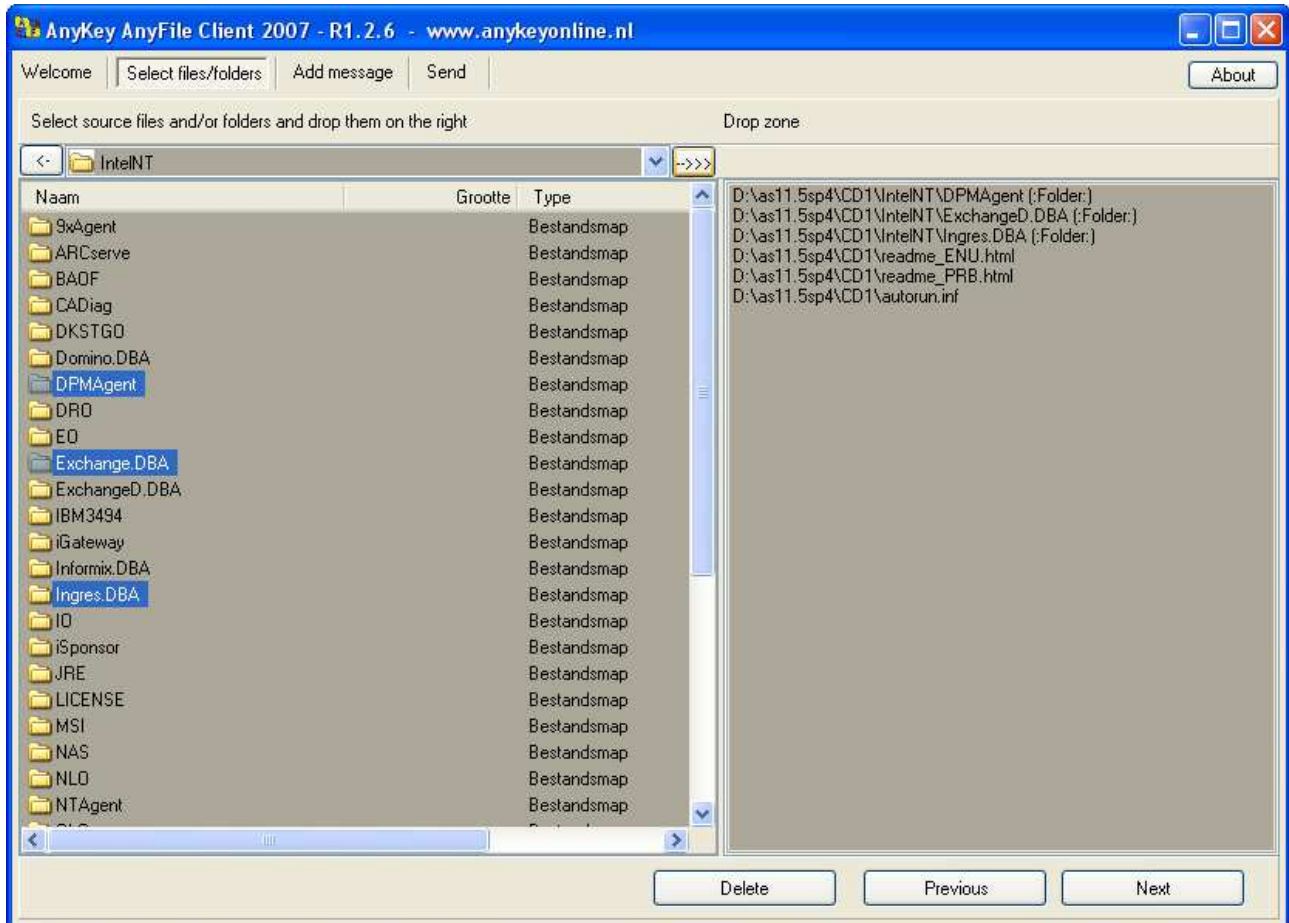 AnyKey AnyFile Client 2007 - R1.2.6 - www.anykeyonline.nl
Welcome Select files/folders Add message Send About
Select source files and/or folders and drop them on the right Drop zone
<- IntelNT -->>>
Naam Grootte Type
9xAgent Bestandsmap
ARCserve Bestandsmap
BAOF Bestandsmap
CADiag Bestandsmap
DKSTGO Bestandsmap
Domino.DBA Bestandsmap
DPMAgent Bestandsmap
DRO Bestandsmap
EO Bestandsmap
Exchange.DBA Bestandsmap
ExchangeD.DBA Bestandsmap
IBM3494 Bestandsmap
iGateway Bestandsmap
Informix.DBA Bestandsmap
Ingres.DBA Bestandsmap
IO Bestandsmap
iSponsor Bestandsmap
JRE Bestandsmap
LICENSE Bestandsmap
MSI Bestandsmap
NAS Bestandsmap
NLO Bestandsmap
NTAgent Bestandsmap
D:\as11.5sp4\CD1\IntelNT\DPMAgent (:Folder:)
D:\as11.5sp4\CD1\IntelNT\ExchangeD.DBA (:Folder:)
D:\as11.5sp4\CD1\IntelNT\Ingres.DBA (:Folder:)
D:\as11.5sp4\CD1\readme_ENU.html
D:\as11.5sp4\CD1\readme_PRB.html
D:\as11.5sp4\CD1\autorun.inf
Delete Previous Next